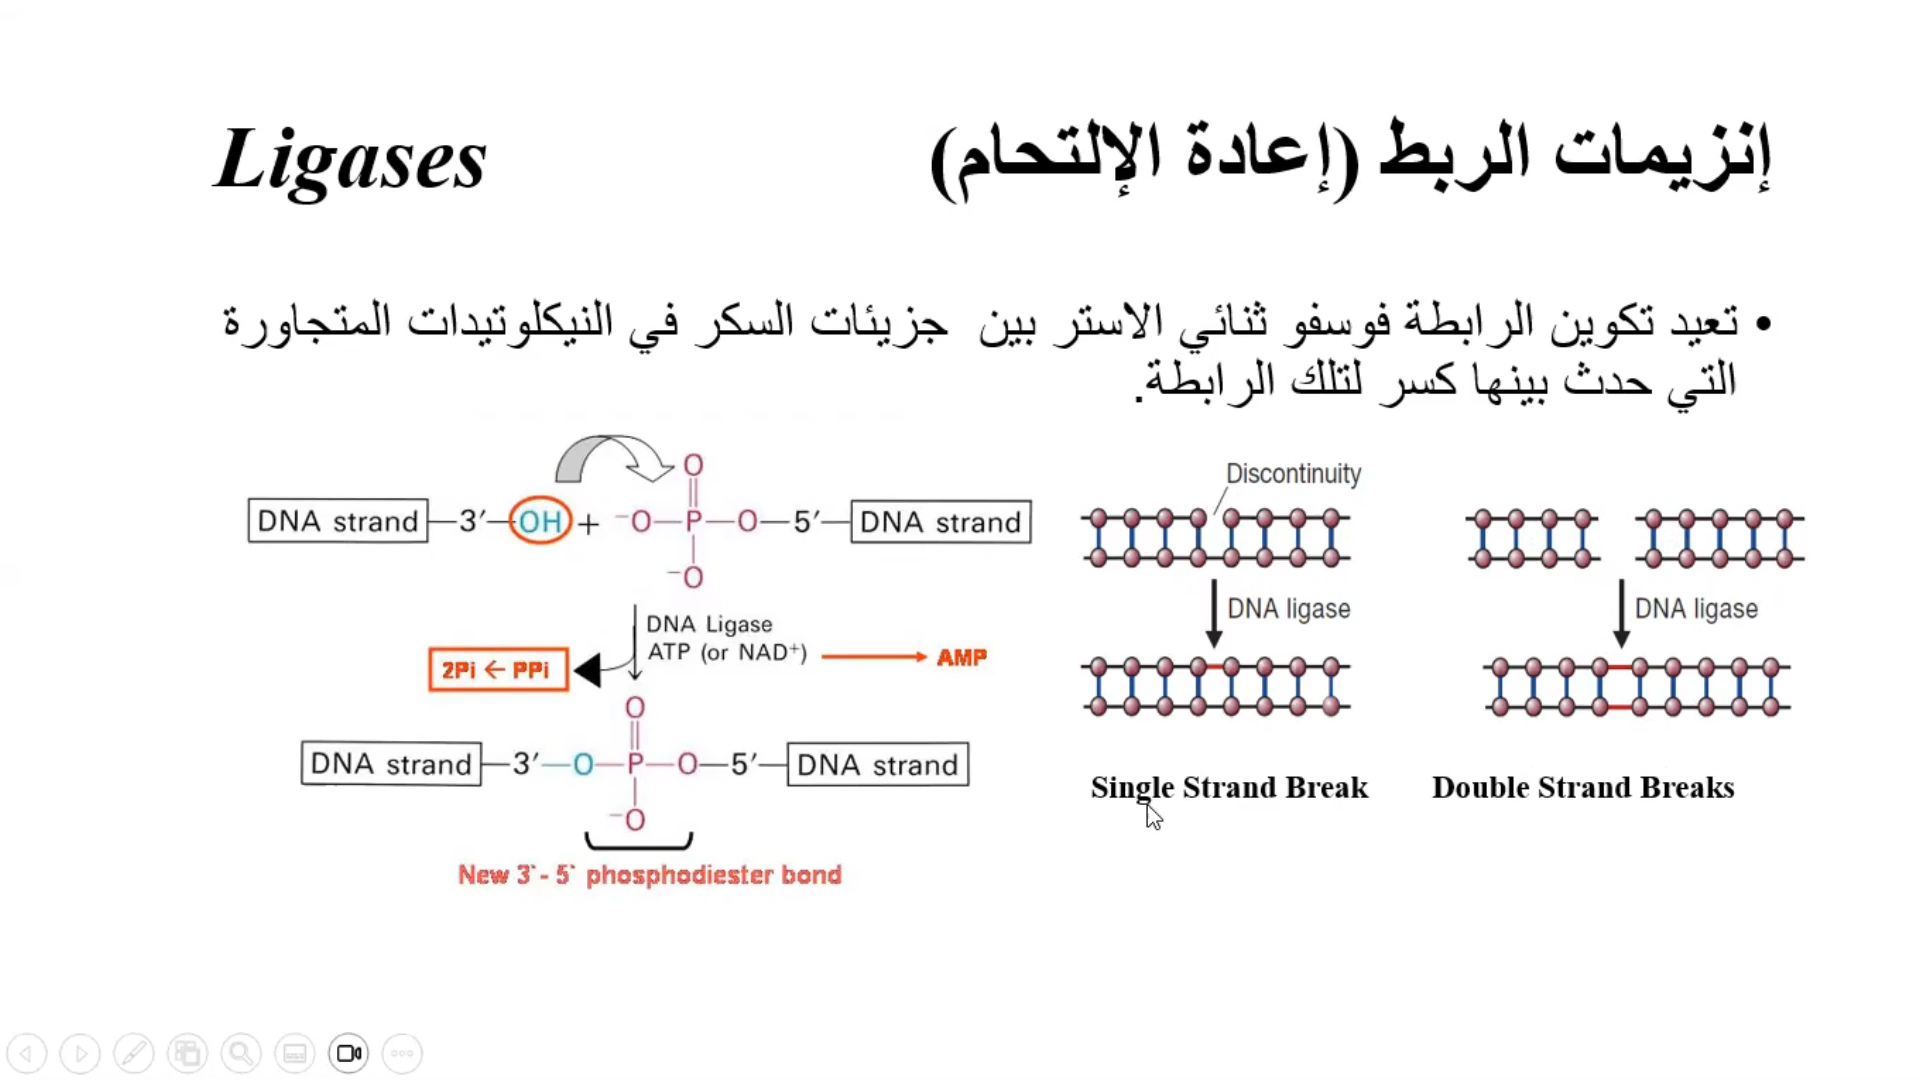 إنزيمات الربط (إعادة الإلتحام)
Ligases
• تعيد تكوين الرابطة فوسفو ثنائي الاستر بين جزيئات السكر في النيكلوتيدات المتجاورة
التي حدث بينها كسر لتلك الرابطة.
O
DNA strand —3′— OH + ⁻O—P—O—5′— DNA strand
⁻O
DNA Ligase
ATP (or NAD⁺) → AMP
2Pi ← PPi
O
DNA strand —3′—O—P—O—5′— DNA strand
⁻O
New 3` - 5` phosphodiester bond
Discontinuity
DNA ligase
Single Strand Break
DNA ligase
Double Strand Breaks